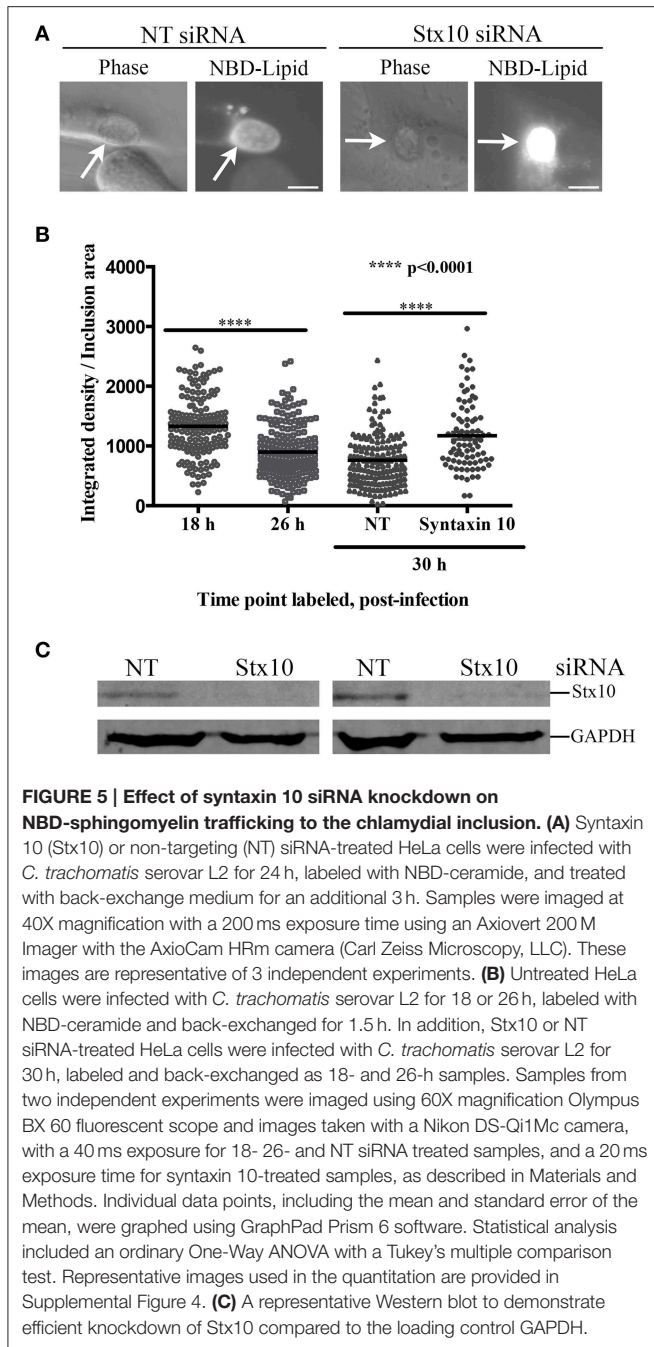 A
NT siRNA
Stx10 siRNA
Phase
NBD-Lipid
Phase
NBD-Lipid
B
Integrated density / Inclusion area
4000
3000
2000
1000
0
**** p<0.0001
****
****
18 h
26 h
NT
Syntaxin 10
30 h
Time point labeled, post-infection
C
NT
Stx10
NT
Stx10
siRNA
Stx10
GAPDH
FIGURE 5 | Effect of syntaxin 10 siRNA knockdown on
NBD-sphingomyelin trafficking to the chlamydial inclusion. (A) Syntaxin
10 (Stx10) or non-targeting (NT) siRNA-treated HeLa cells were infected with
C. trachomatis serovar L2 for 24 h, labeled with NBD-ceramide, and treated
with back-exchange medium for an additional 3 h. Samples were imaged at
40X magnification with a 200 ms exposure time using an Axiovert 200 M
Imager with the AxioCam HRm camera (Carl Zeiss Microscopy, LLC). These
images are representative of 3 independent experiments. (B) Untreated HeLa
cells were infected with C. trachomatis serovar L2 for 18 or 26 h, labeled with
NBD-ceramide and back-exchanged for 1.5 h. In addition, Stx10 or NT
siRNA-treated HeLa cells were infected with C. trachomatis serovar L2 for
30 h, labeled and back-exchanged as 18- and 26-h samples. Samples from
two independent experiments were imaged using 60X magnification Olympus
BX 60 fluorescent scope and images taken with a Nikon DS-Qi1Mc camera,
with a 40 ms exposure for 18- 26- and NT siRNA treated samples, and a 20 ms
exposure time for syntaxin 10-treated samples, as described in Materials and
Methods. Individual data points, including the mean and standard error of the
mean, were graphed using GraphPad Prism 6 software. Statistical analysis
included an ordinary One-Way ANOVA with a Tukey's multiple comparison
test. Representative images used in the quantitation are provided in
Supplemental Figure 4. (C) A representative Western blot to demonstrate
efficient knockdown of Stx10 compared to the loading control GAPDH.